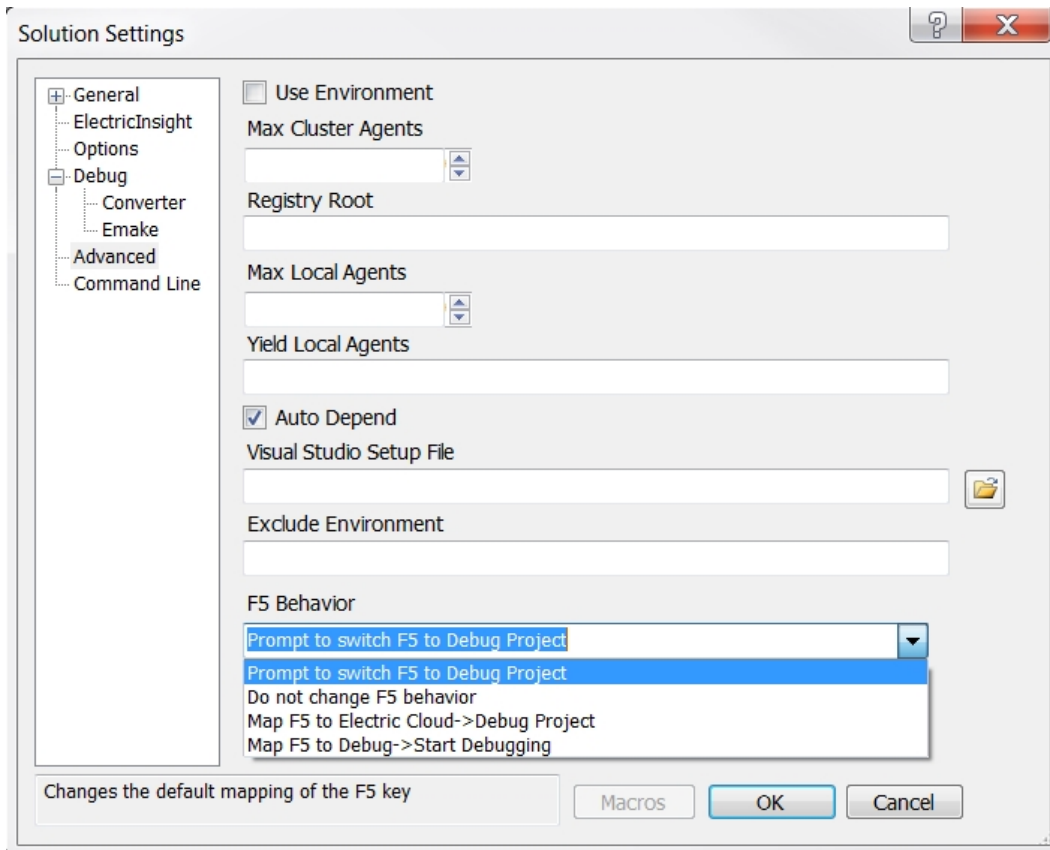 Solution Settings
General
ElectricInsight
Options
Debug
Converter
Emake
Advanced
Command Line
Use Environment
Max Cluster Agents
Registry Root
Max Local Agents
Yield Local Agents
Auto Depend
Visual Studio Setup File
Exclude Environment
F5 Behavior
Prompt to switch F5 to Debug Project
Prompt to switch F5 to Debug Project
Do not change F5 behavior
Map F5 to Electric Cloud->Debug Project
Map F5 to Debug->Start Debugging
Changes the default mapping of the F5 key
Macros
OK
Cancel